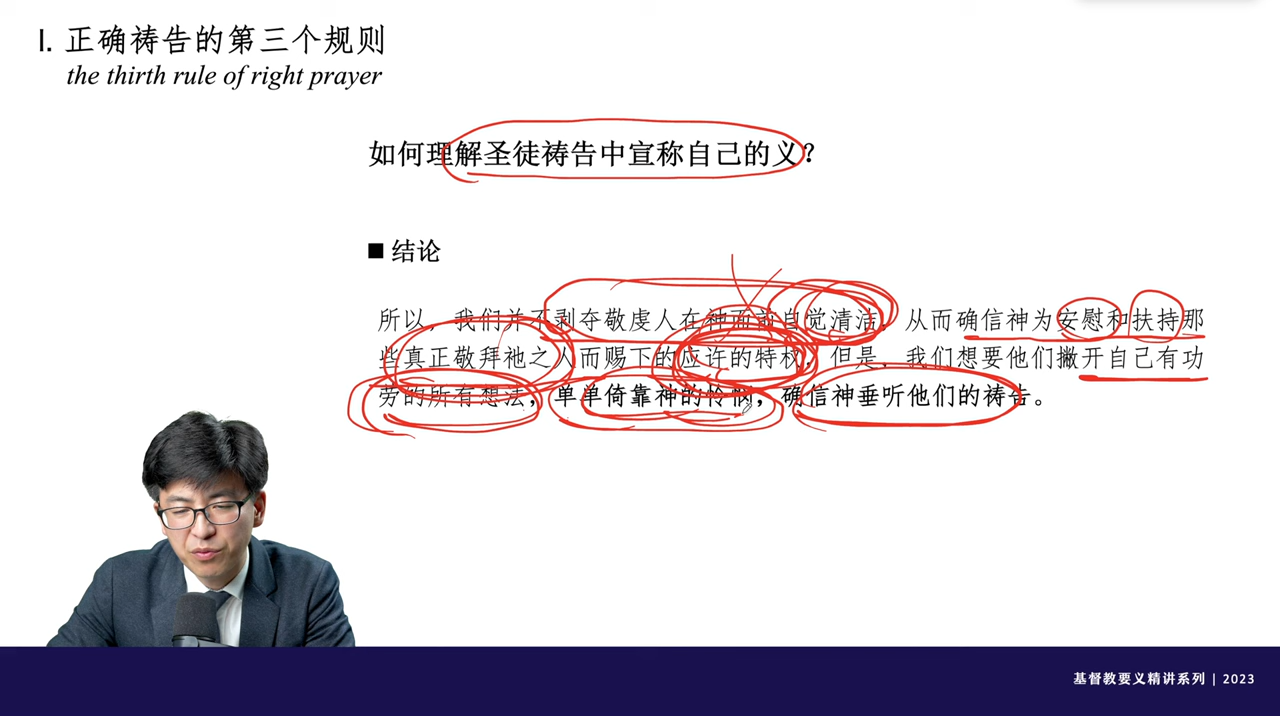 I. 正确祷告的第三个规则
the thirth rule of right prayer
如何理解圣徒祷告中宣称自己的义?
■ 结论
所以，我们并不剥夺敬虔人在神面前自觉清洁，从而确信神为安慰和扶持那
些真正敬拜祂之人而赐下的应许的特权，但是，我们想要他们撇开自己有功
劳的所有想法，单单倚靠神的怜悯，确信神垂听他们的祷告。
基督教要义精讲系列 | 2023